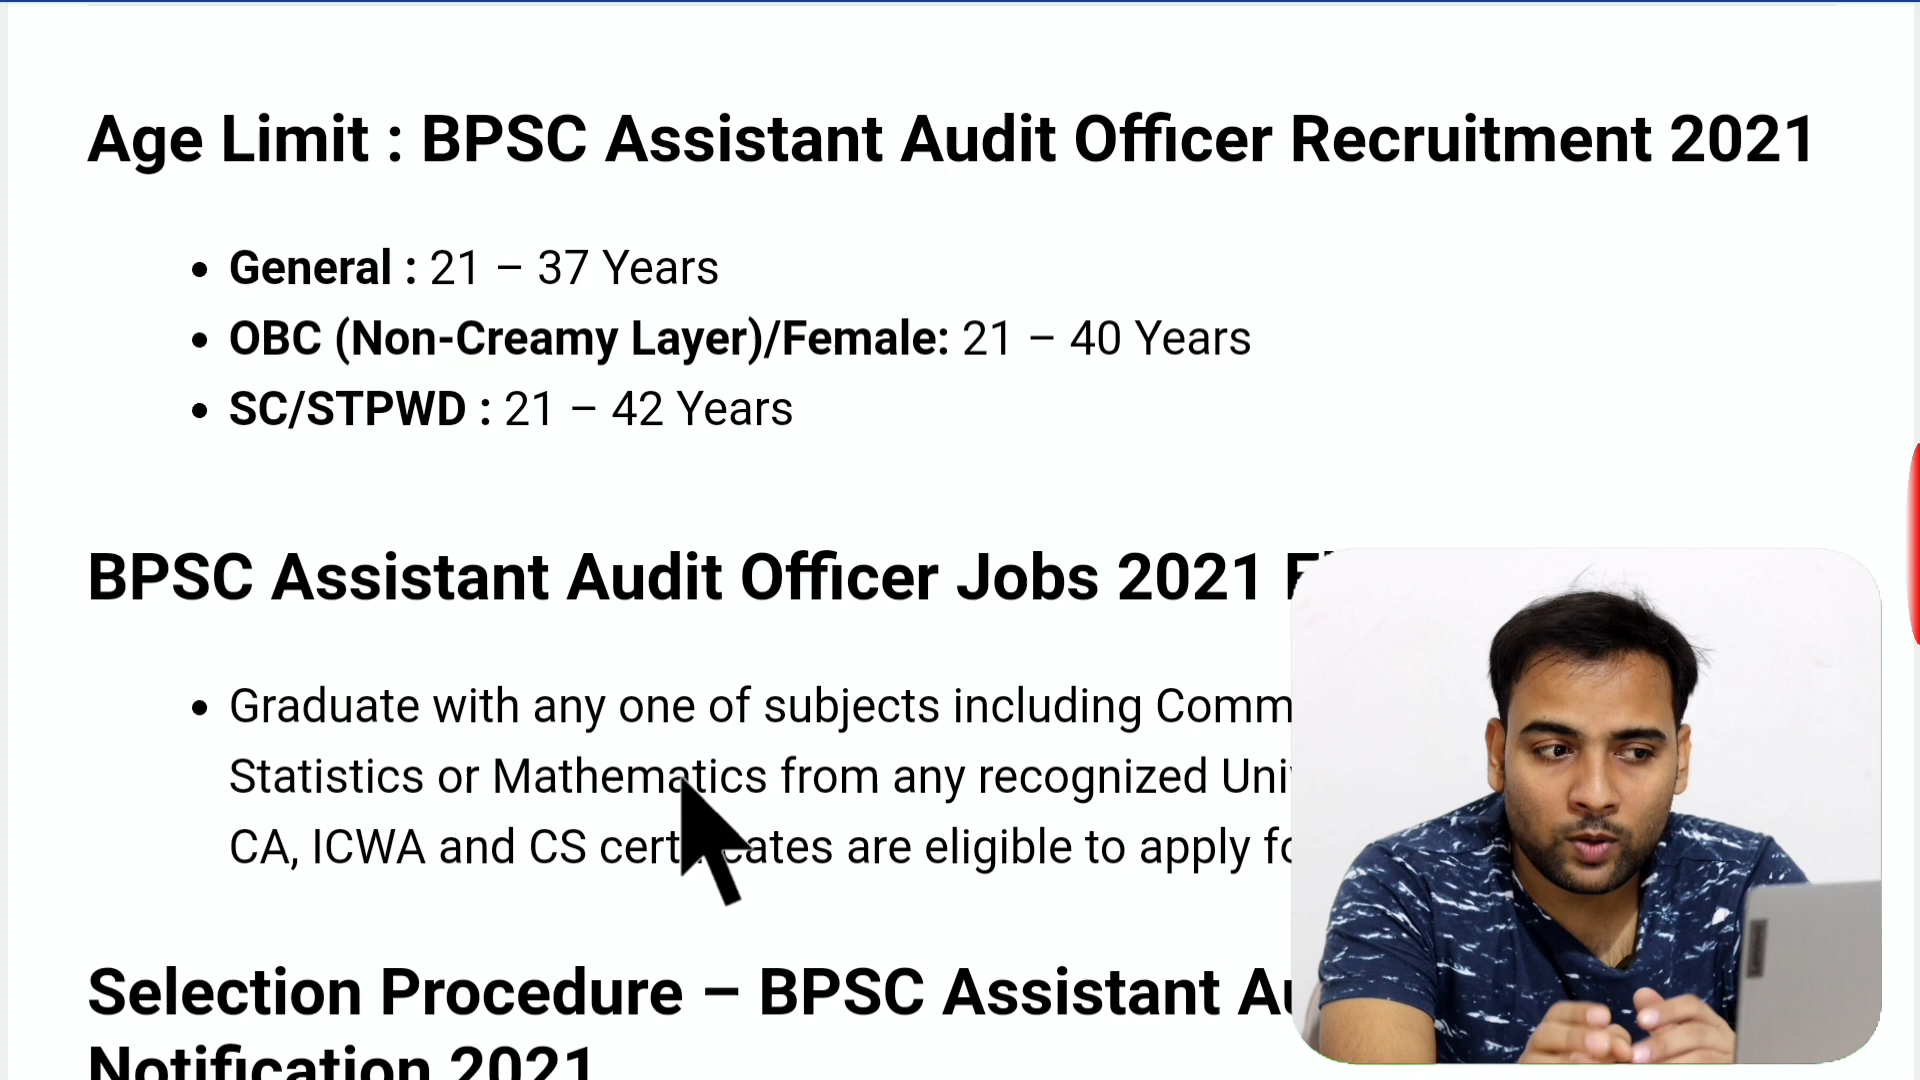 Age Limit : BPSC Assistant Audit Officer Recruitment 2021
General : 21 – 37 Years
OBC (Non-Creamy Layer)/Female: 21 – 40 Years
SC/STPWD : 21 – 42 Years
BPSC Assistant Audit Officer Jobs 2021
Graduate with any one of subjects including
Statistics or Mathematics from any recognized
CA, ICWA and CS are eligible to apply
Selection Procedure – BPSC Assistant
Notification 2021
Lenovo